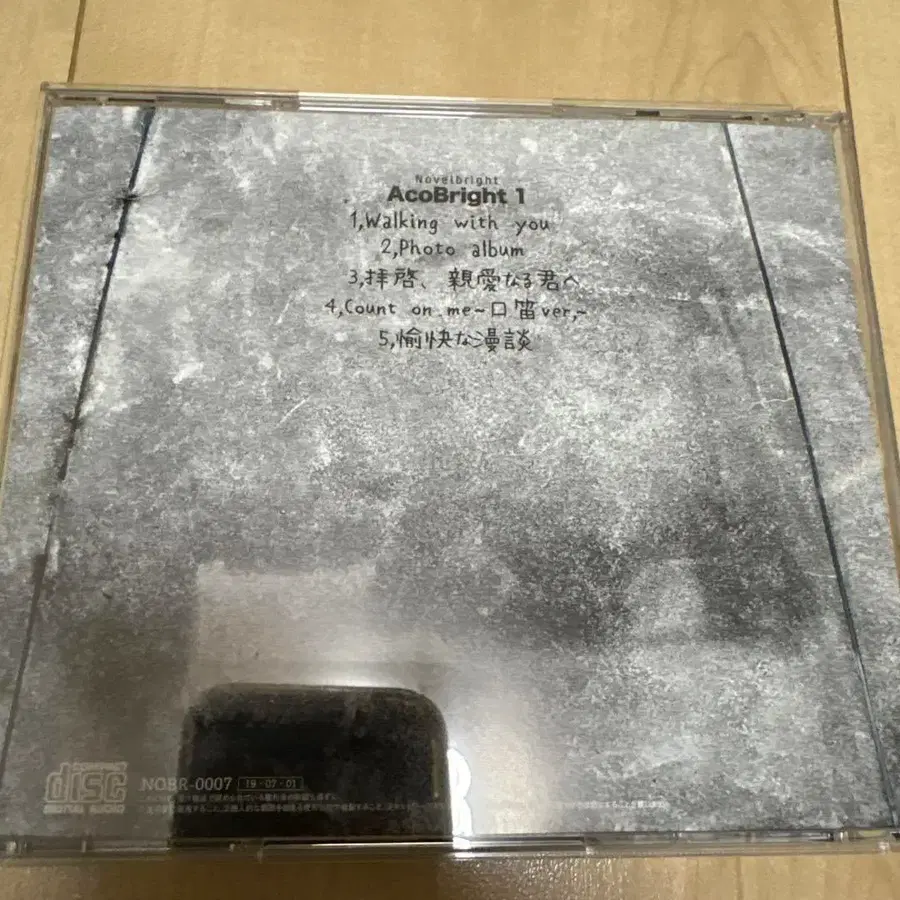 Novelbright
AcoBright 1
1,Walking with you
2,Photo album
3,拝啓、親愛なる君へ
4,Count on me~口笛ver,~
5,愉快な漫談
disc
DIGITAL AUDIO
NOBR-0007 19・07・01